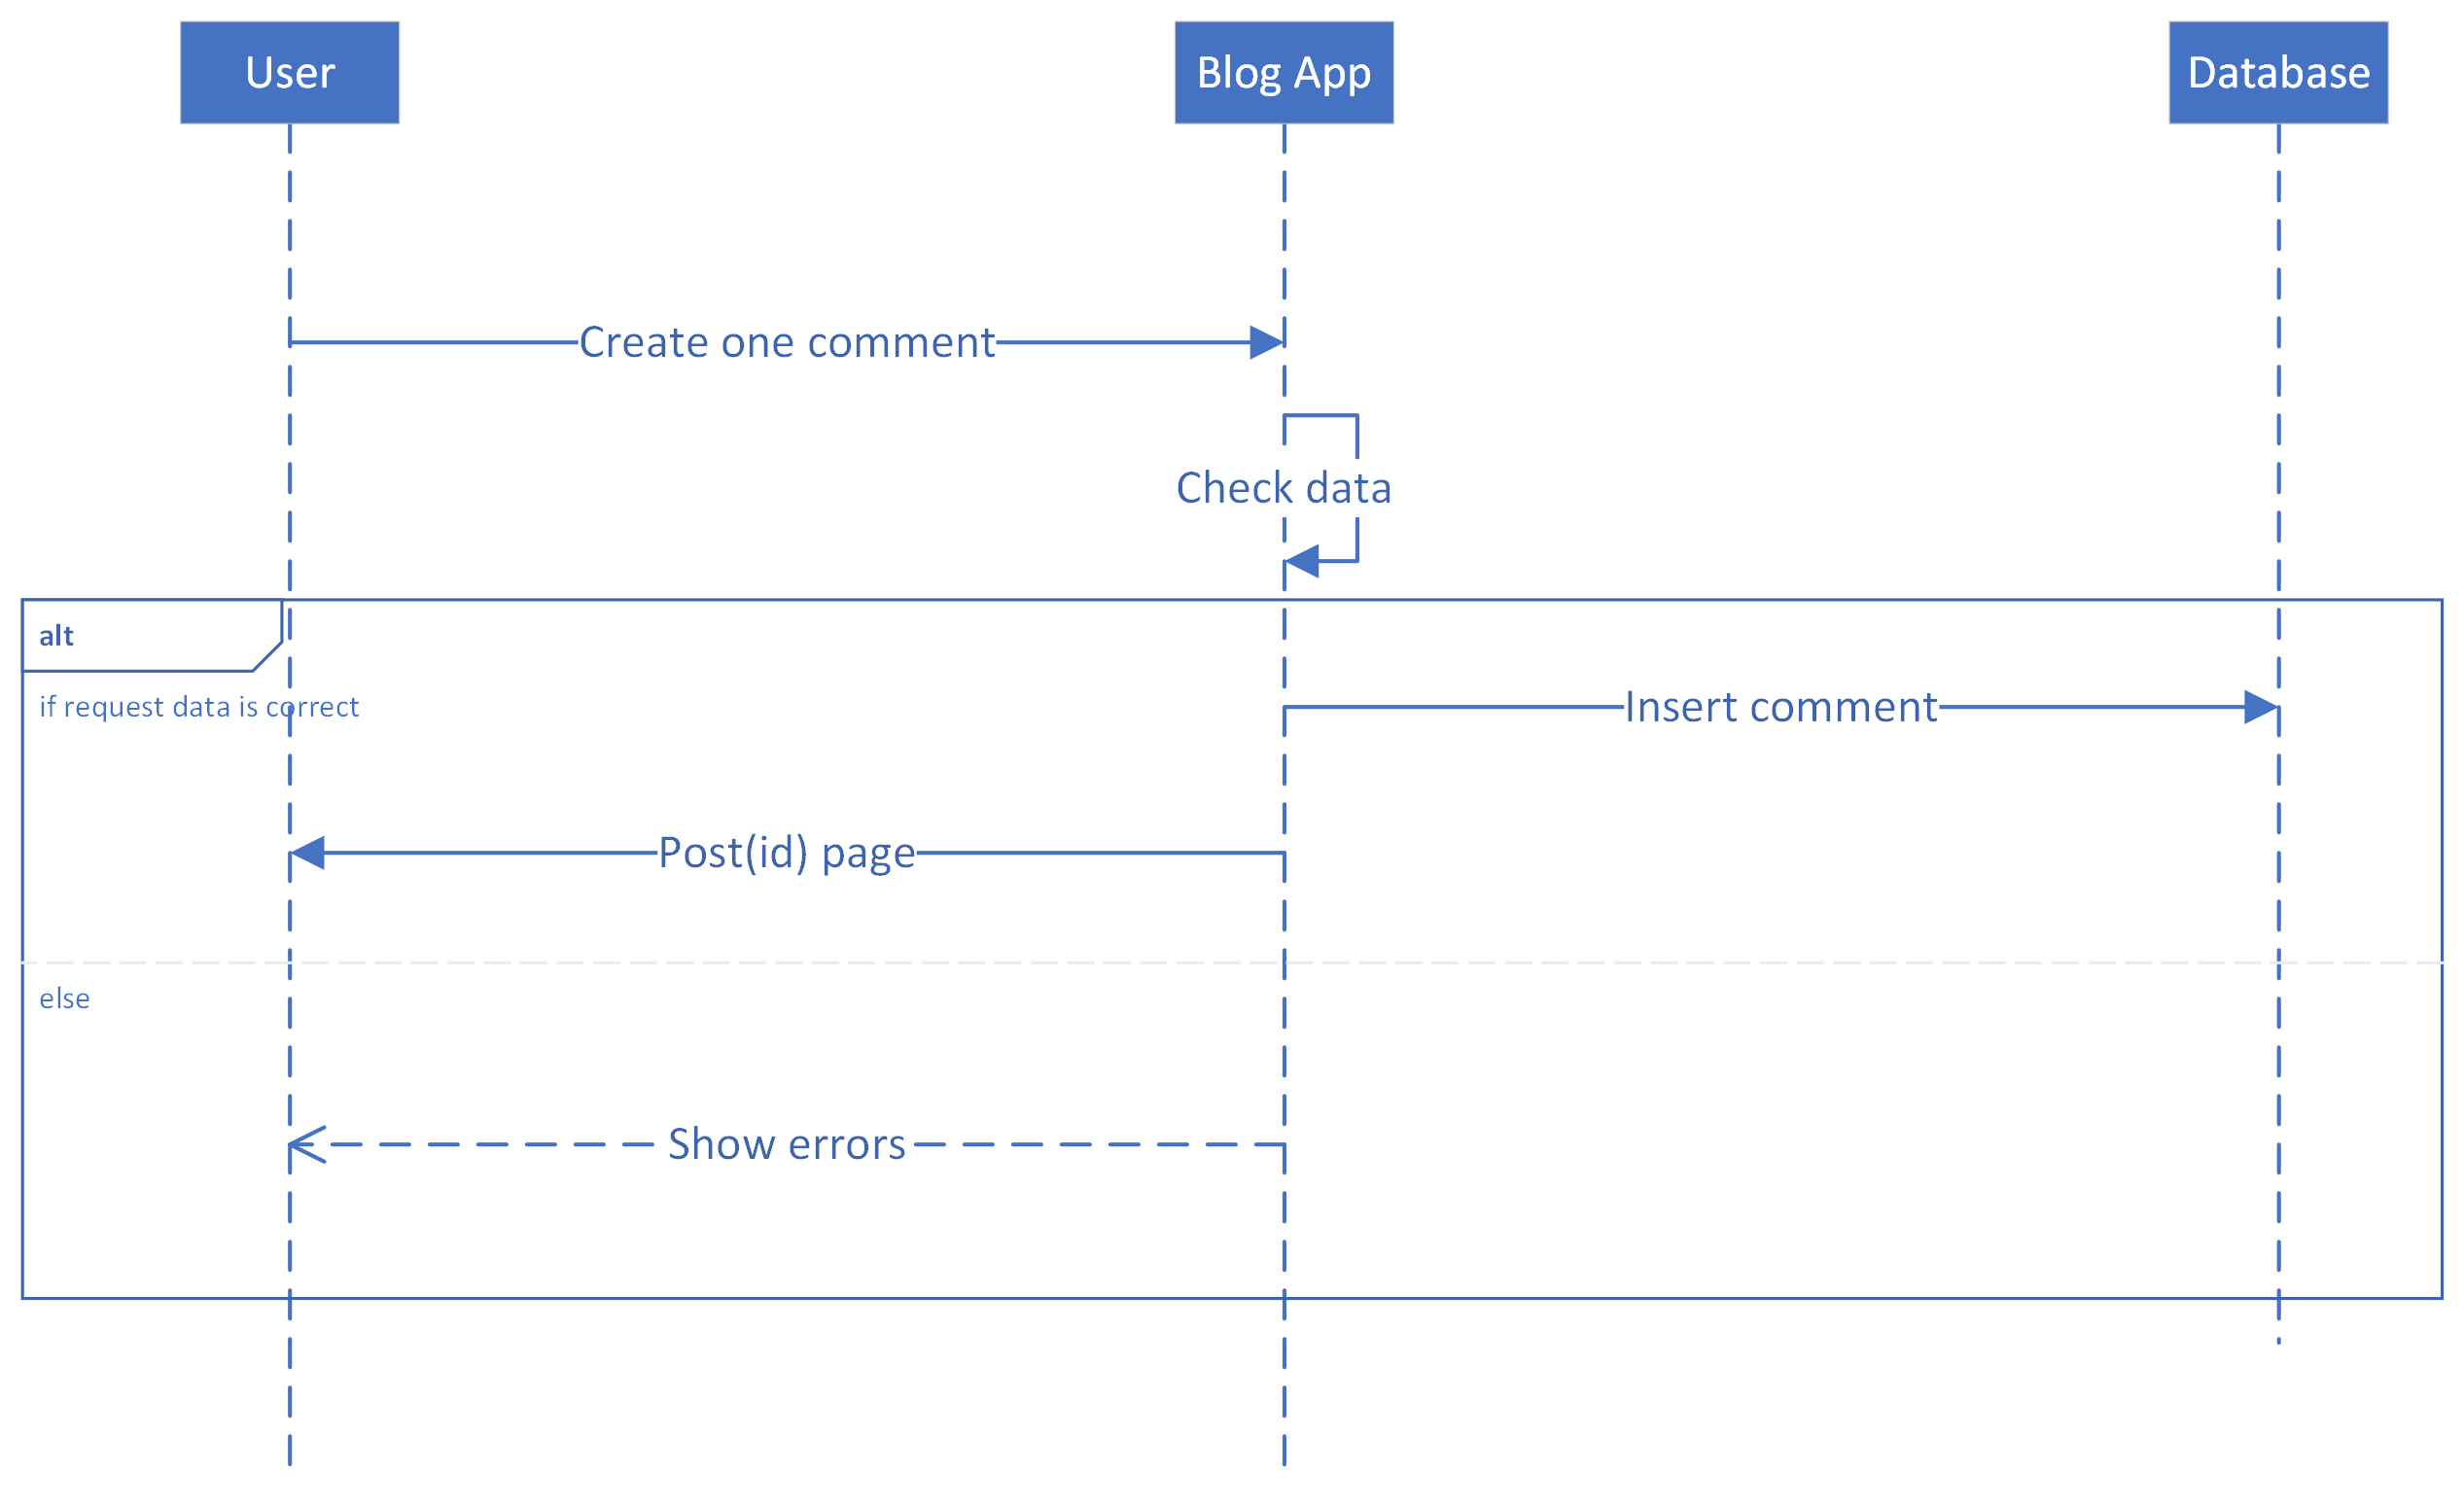 User
Blog App
Database
Create one comment
Check data
alt
if request data is correct
Insert comment
Post(id) page
else
Show errors